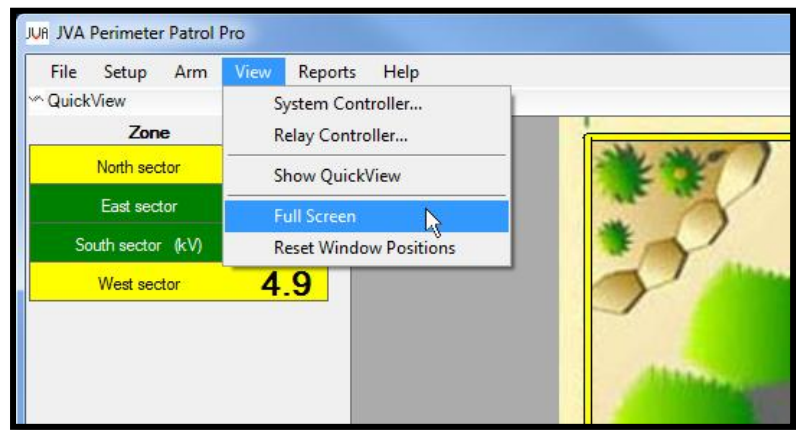 JVA JVA Perimeter Patrol Pro
File Setup Arm View Reports Help
QuickView
Zone
North sector
East sector
South sector (kV)
West sector 4.9
System Controller...
Relay Controller...
Show QuickView
Full Screen
Reset Window Positions